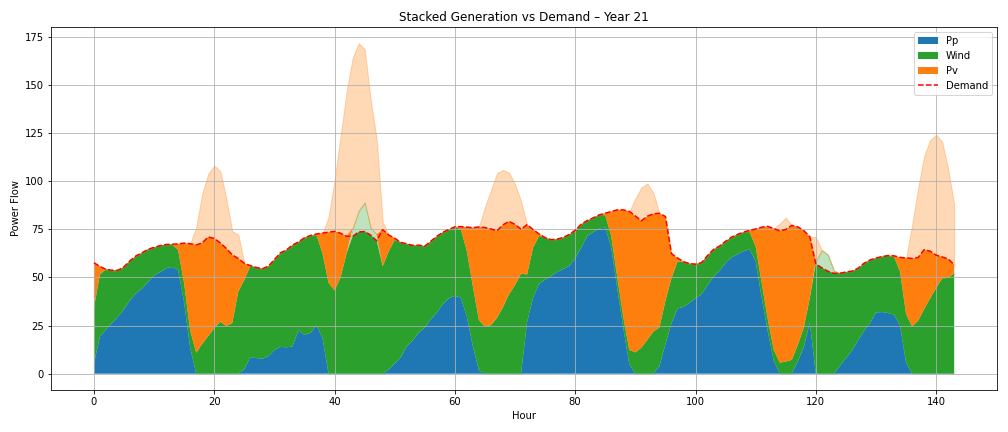 Stacked Generation vs Demand – Year 21
Power Flow
175
150
125
100
75
50
25
0
0
20
40
60
80
100
120
140
Hour
Pp
Wind
Pv
Demand